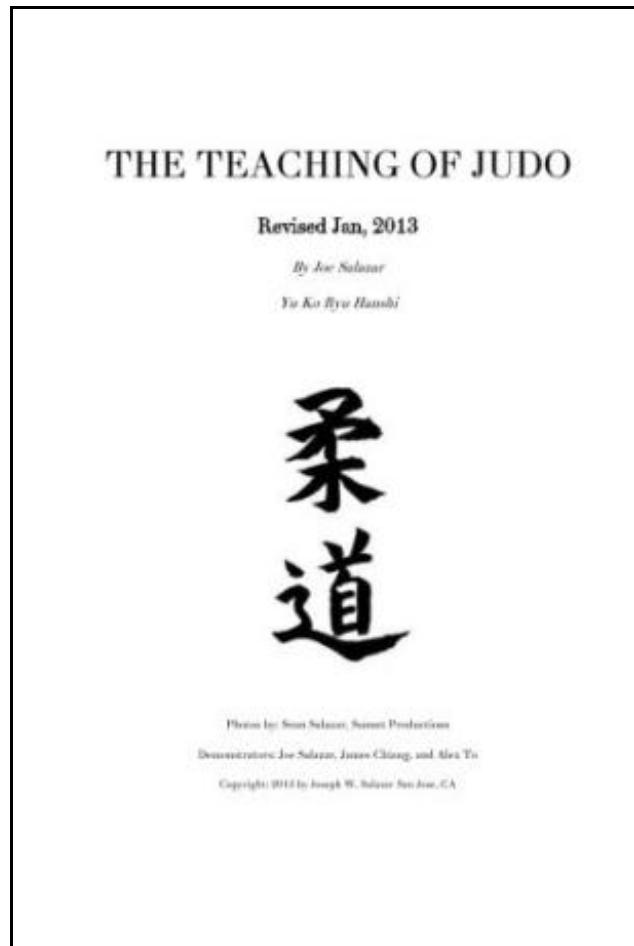 THE TEACHING OF JUDO
Revised Jan, 2013
By Joe Salazar
Yu Ko Ryu Hanshi
柔
道
Photos by: Sean Salazar, Sunset Productions
Demonstrators: Joe Salazar, James Chiang, and Alex To
Copyright: 2013 by Joseph W. Salazar San Jose, CA